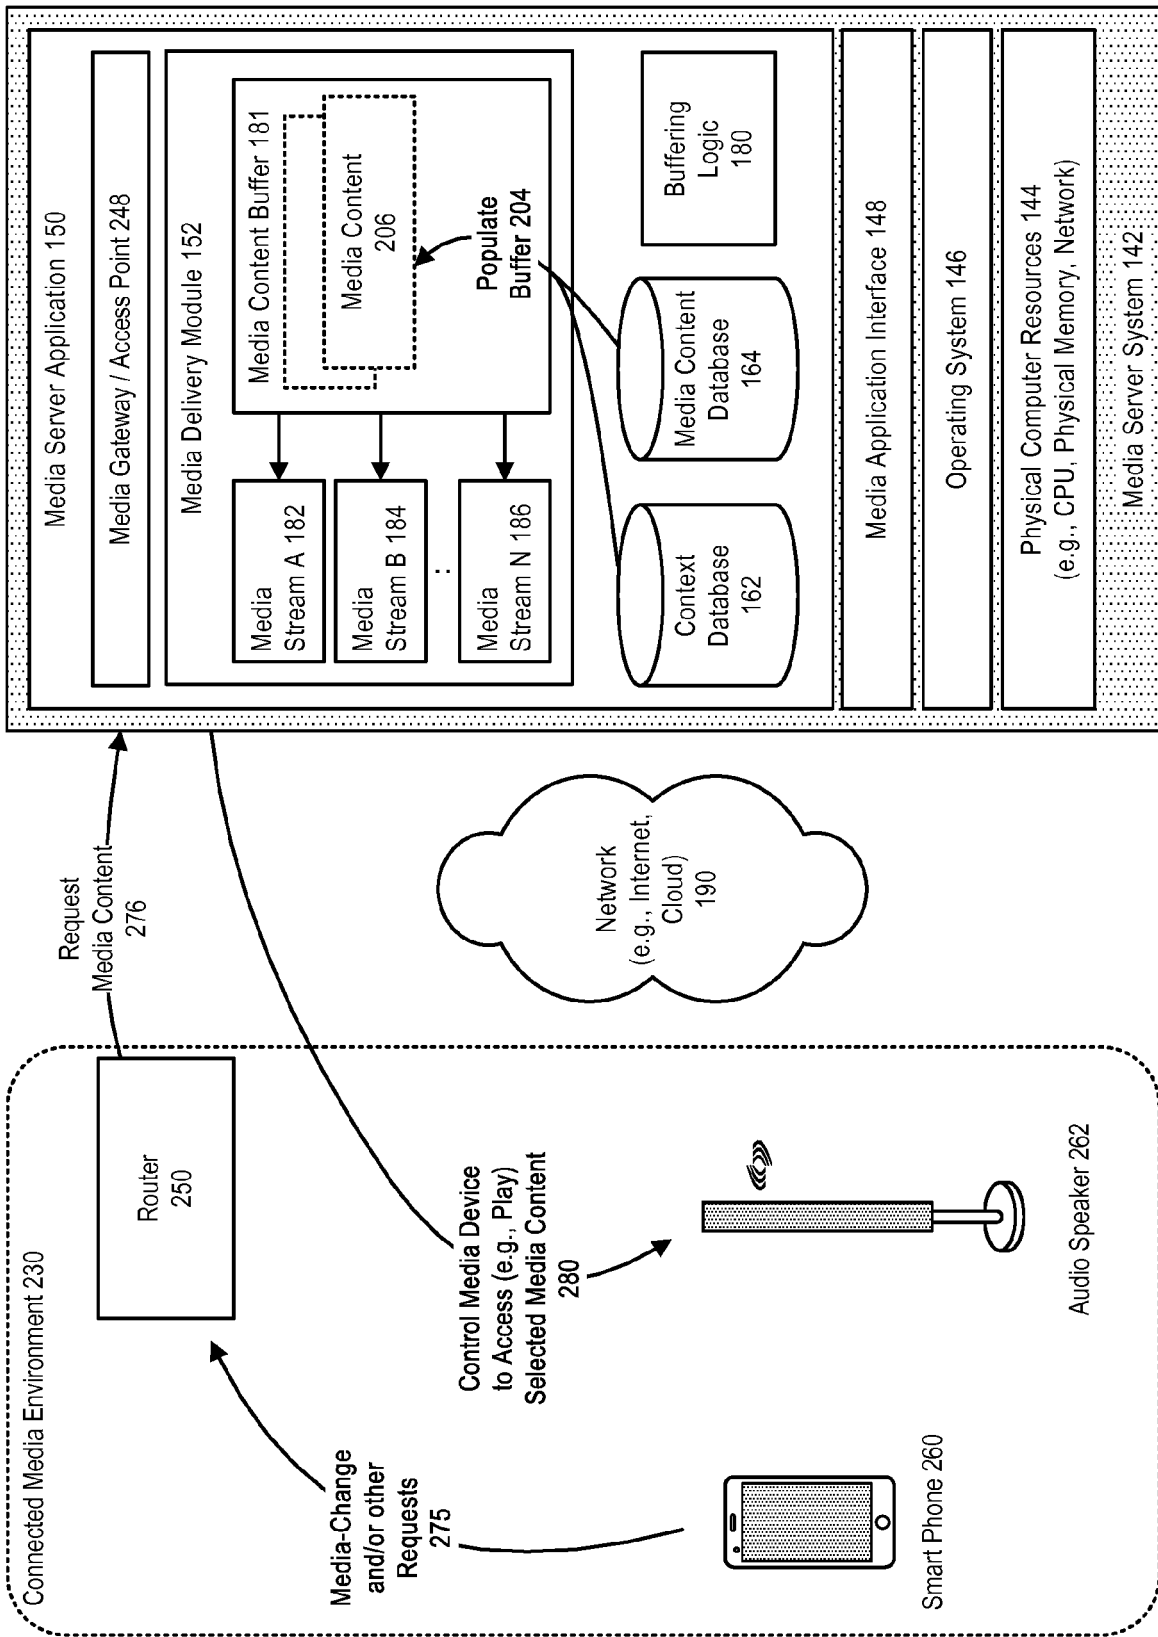 Connected Media Environment 230
Router
250
Media-Change
and/or other
Requests
275
Control Media Device
to Access (e.g., Play)
Selected Media Content
280
Smart Phone 260
Audio Speaker 262
Request
Media Content
276
Network
(e.g., Internet,
Cloud)
190
Media Server Application 150
Media Gateway / Access Point 248
Media Delivery Module 152
Media
Stream A 182
Media
Stream B 184
:
Media
Stream N 186
Media Content Buffer 181
Media Content
206
Populate
Buffer 204
Context
Database
162
Media Content
Database
164
Buffering
Logic
180
Media Application Interface 148
Operating System 146
Physical Computer Resources 144
(e.g., CPU, Physical Memory, Network)
Media Server System 142